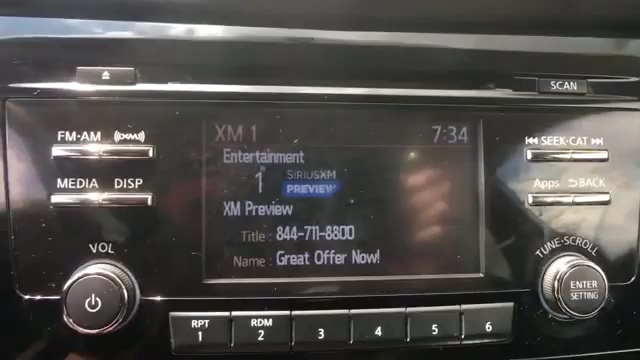 SCAN
FM·AM ((XM))
MEDIA DISP
VOL
XM 1 7:34
Entertainment
1 SIRIUSXM
PREVIEW
XM Preview
Title : 844-711-8800
Name : Great Offer Now!
SEEK·CAT
Apps BACK
TUNE·SCROLL
ENTER
SETTING
RPT RDM
1 2 3 4 5 6